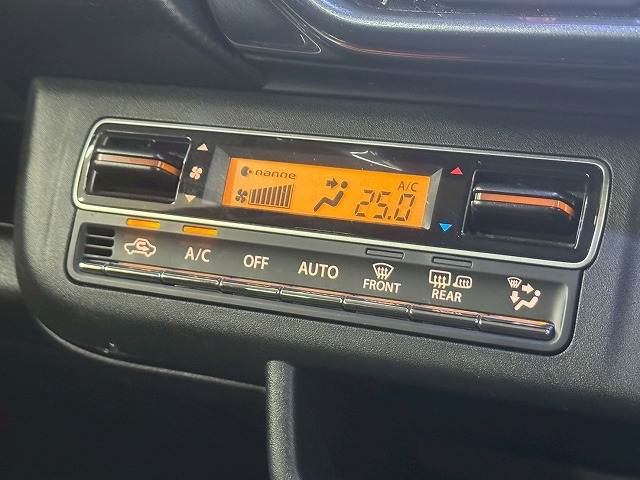 nanoe
A/C
25.0
A/C
OFF
AUTO
FRONT
REAR